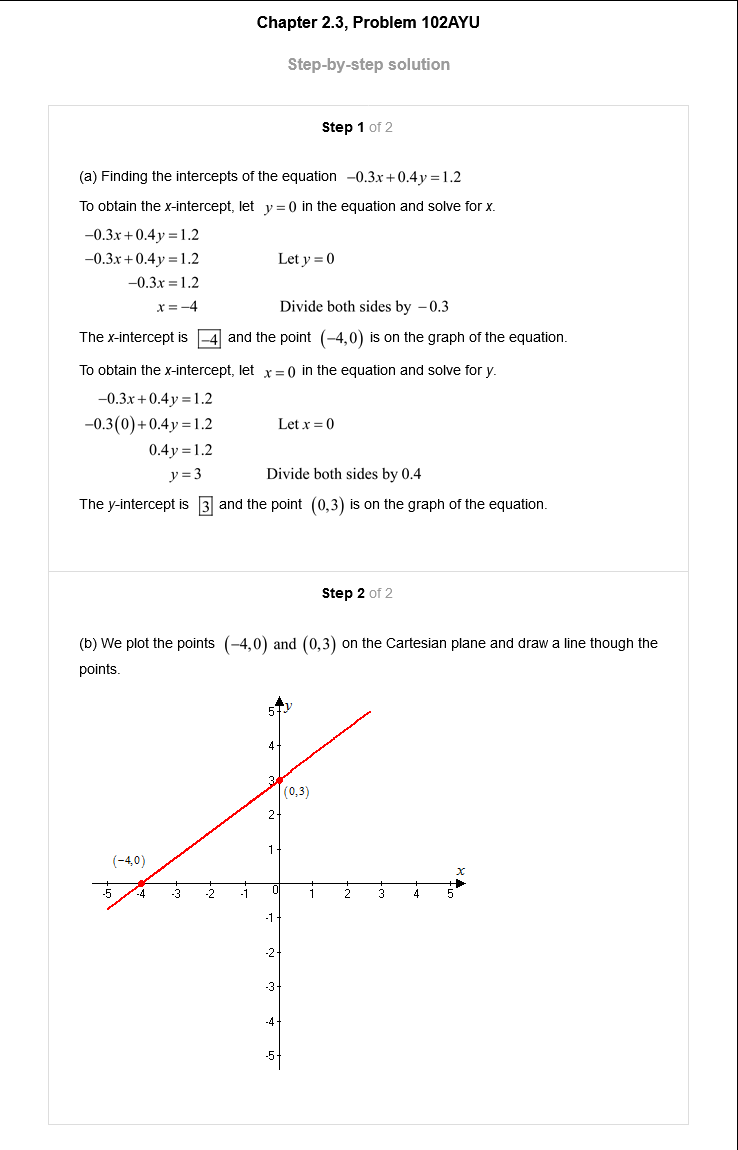 Chapter 2.3, Problem 102AYU
Step-by-step solution
Step 1 of 2
(a) Finding the intercepts of the equation −0.3x+0.4y=1.2
To obtain the x-intercept, let y=0 in the equation and solve for x.
−0.3x+0.4y=1.2
−0.3x+0.4y=1.2 Let y=0
−0.3x=1.2
x=−4 Divide both sides by −0.3
The x-intercept is −4 and the point (−4,0) is on the graph of the equation.
To obtain the x-intercept, let x=0 in the equation and solve for y.
−0.3x+0.4y=1.2
−0.3(0)+0.4y=1.2 Let x=0
0.4y=1.2
y=3 Divide both sides by 0.4
The y-intercept is 3 and the point (0,3) is on the graph of the equation.
Step 2 of 2
(b) We plot the points (−4,0) and (0,3) on the Cartesian plane and draw a line though the
points.
5 y
4
3
(0,3)
2
1
(−4,0)
x
-5 -4 -3 -2 -1 0 1 2 3 4 5
-1
-2
-3
-4
-5